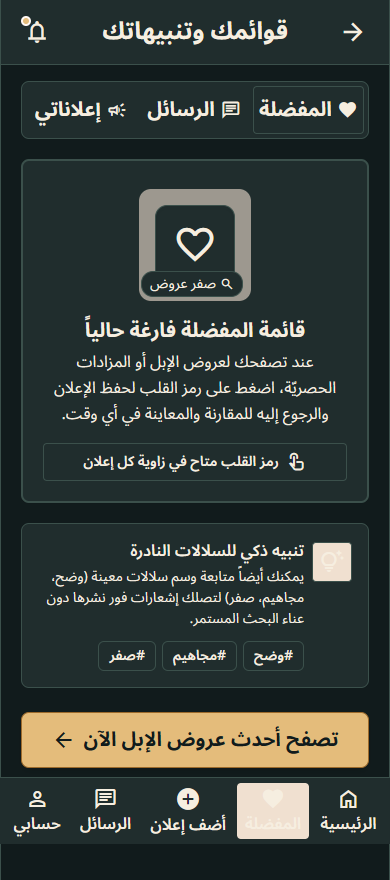 قوائمك وتنبيهاتك
المفضلة
الرسائل
إعلاناتي
صفر عروض
قائمة المفضلة فارغة حالياً
عند تصفحك لعروض الإبل أو المزادات
الحصريّة، اضغط على رمز القلب لحفظ الإعلان
والرجوع إليه للمقارنة والمعاينة في أي وقت.
رمز القلب متاح في زاوية كل إعلان
تنبيه ذكي للسلالات النادرة
يمكنك أيضاً متابعة وسم سلالات معينة (وضح،
مجاهيم، صفر) لتصلك إشعارات فور نشرها دون
عناء البحث المستمر.
#وضح
#مجاهيم
#صفر
تصفح أحدث عروض الإبل الآن
الرئيسية
المفضلة
أضف إعلان
الرسائل
حسابي